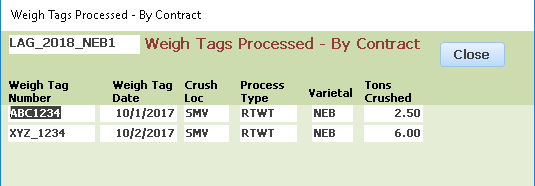 Weigh Tags Processed - By Contract
LAG_2018_NEB1 Weigh Tags Processed - By Contract Close
Weigh Tag Number Weigh Tag Date Crush Loc Process Type Varietal Tons Crushed
ABC1234 10/1/2017 SMV RTWT NEB 2.50
XYZ_1234 10/2/2017 SMV RTWT NEB 6.00